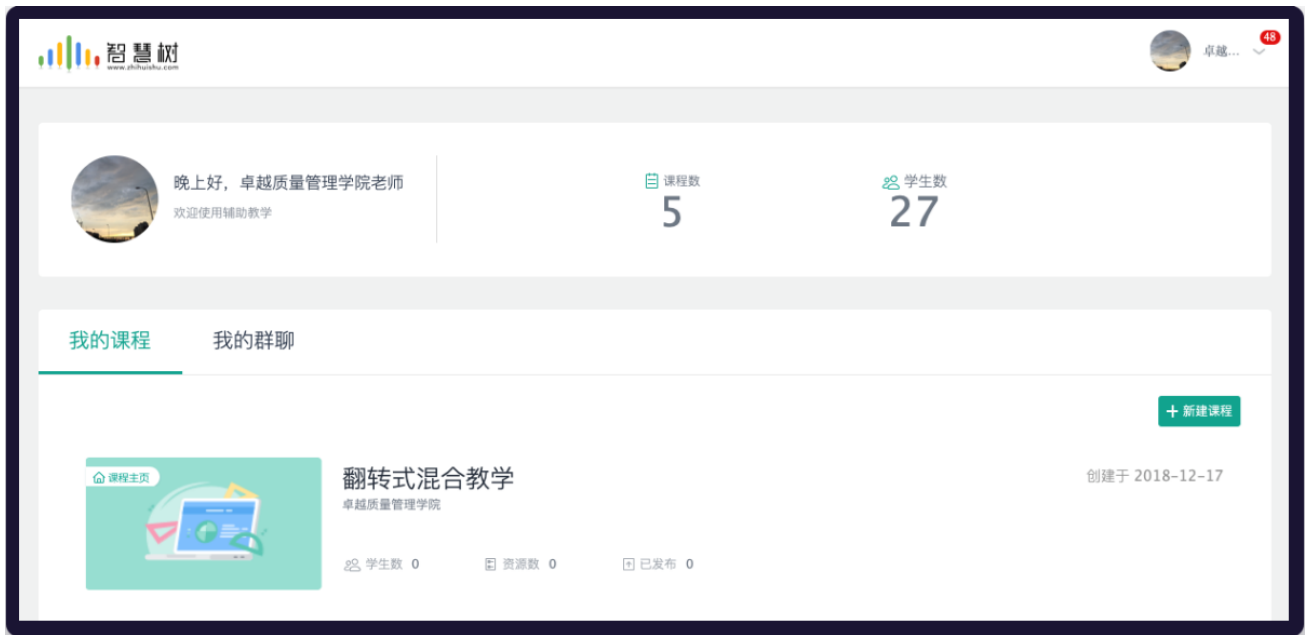 智慧树
www.zhihuishu.com
卓越...
48
晚上好，卓越质量管理学院老师
欢迎使用辅助教学
课程数
5
学生数
27
我的课程 我的群聊
+ 新建课程
课程主页
翻转式混合教学
创建于 2018-12-17
卓越质量管理学院
学生数 0 资源数 0 已发布 0